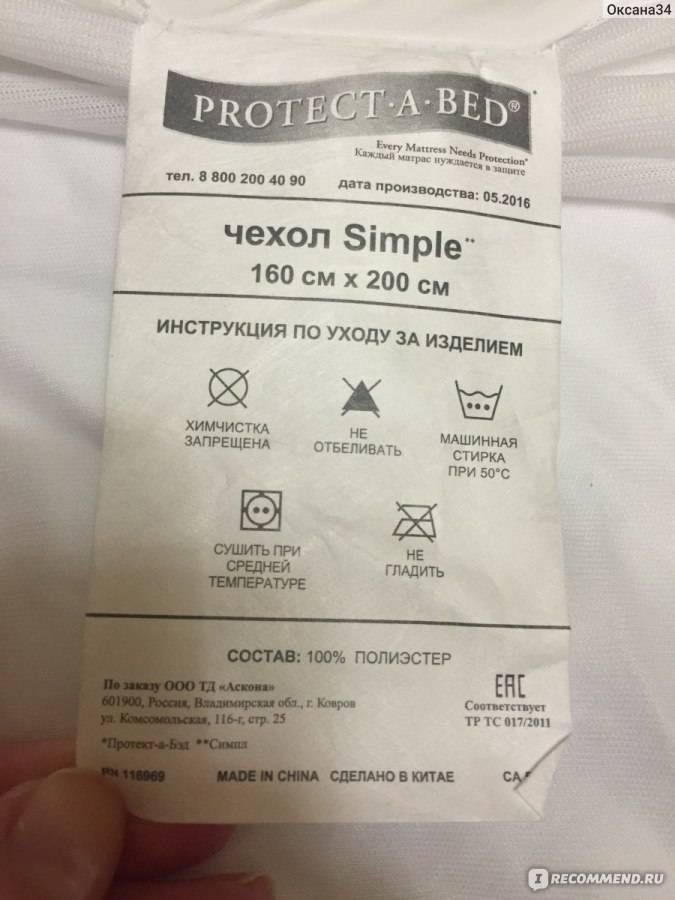 Оксана34
PROTECT·A·BED®
Every Mattress Needs Protection*
Каждый матрас нуждается в защите
тел. 8 800 200 40 90 дата производства: 05.2016
чехол Simple**
160 см x 200 см
ИНСТРУКЦИЯ ПО УХОДУ ЗА ИЗДЕЛИЕМ
ХИМЧИСТКА
ЗАПРЕЩЕНА
НЕ
ОТБЕЛИВАТЬ
МАШИННАЯ
СТИРКА
ПРИ 50°C
СУШИТЬ ПРИ
СРЕДНЕЙ
ТЕМПЕРАТУРЕ
НЕ
ГЛАДИТЬ
СОСТАВ: 100% ПОЛИЭСТЕР
По заказу ООО ТД «Аскона»
601900, Россия, Владимирская обл., г. Ковров
ул. Комсомольская, 116-г, стр. 25
*Протект-а-Бэд **Симпл
EAC
Соответствует
ТР ТС 017/2011
RN 116969 MADE IN CHINA СДЕЛАНО В КИТАЕ CA
IRECOMMEND.RU